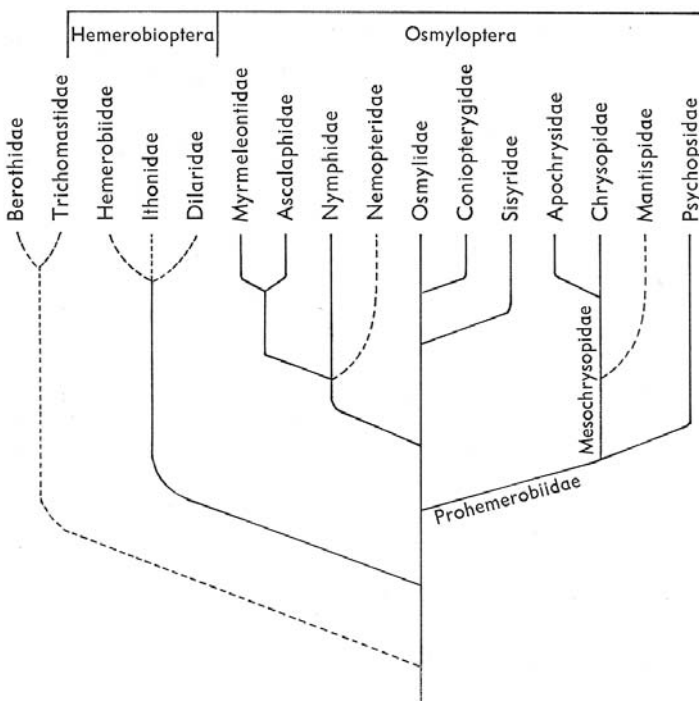 Hemerobioptera
Osmyloptera
Berothidae
Trichomastidae
Hemerobiidae
Ithonidae
Dilaridae
Myrmeleontidae
Ascalaphidae
Nymphidae
Nemopteridae
Osmylidae
Coniopterygidae
Sisyridae
Apochrysidae
Chrysopidae
Mantispidae
Psychopsidae
Mesochrysopidae
Prohemerobiidae